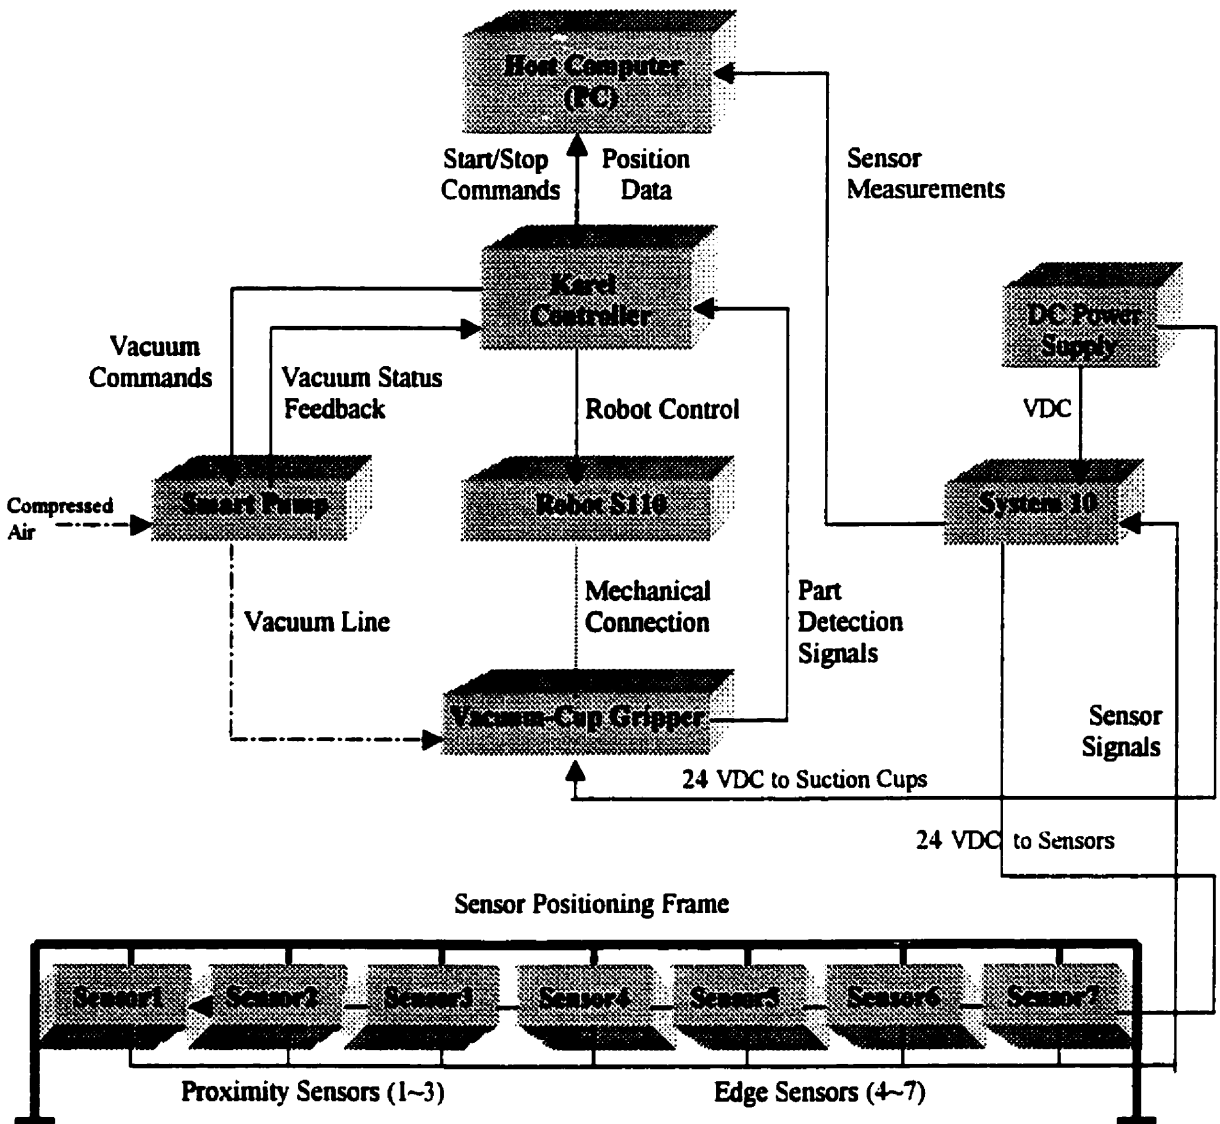 Host Computer
(PC)
Start/Stop
Commands
Position
Data
Sensor
Measurements
Karel
Controller
DC Power
Supply
Vacuum
Commands
Vacuum Status
Feedback
Robot Control
VDC
Compressed
Air
Smart Pump
Robot S110
System 10
Vacuum Line
Mechanical
Connection
Part
Detection
Signals
Vacuum-Cup Gripper
Sensor
Signals
24 VDC to Suction Cups
24 VDC to Sensors
Sensor Positioning Frame
Sensor1
Sensor2
Sensor3
Sensor4
Sensor5
Sensor6
Sensor7
Proximity Sensors (1~3)
Edge Sensors (4~7)